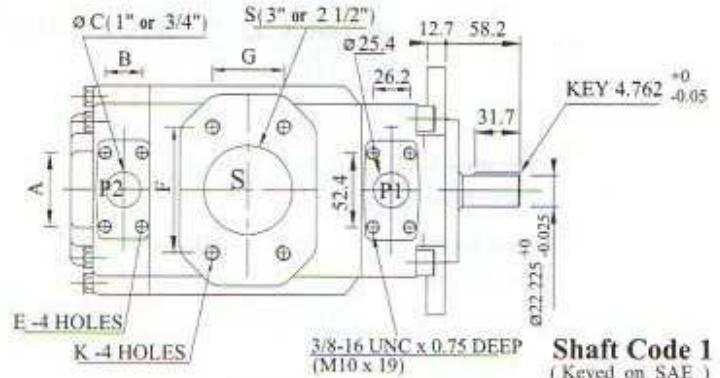 Ø C(1" or 3/4")
S(3" or 2 1/2")
12.7
58.2
B
G
Ø25.4
26.2
KEY 4.762 +0 -0.05
31.7
A
P2
F
S
52.4
P1
Ø22.225 +0 -0.025
E -4 HOLES
K -4 HOLES
3/8-16 UNC x 0.75 DEEP
(M10 x 19)
Shaft Code 1
( Keyed on SAE )